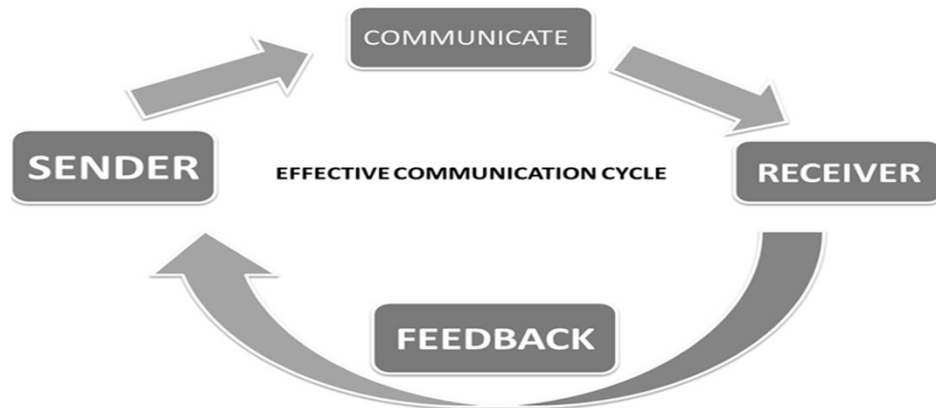 COMMUNICATE
SENDER
EFFECTIVE COMMUNICATION CYCLE
RECEIVER
FEEDBACK